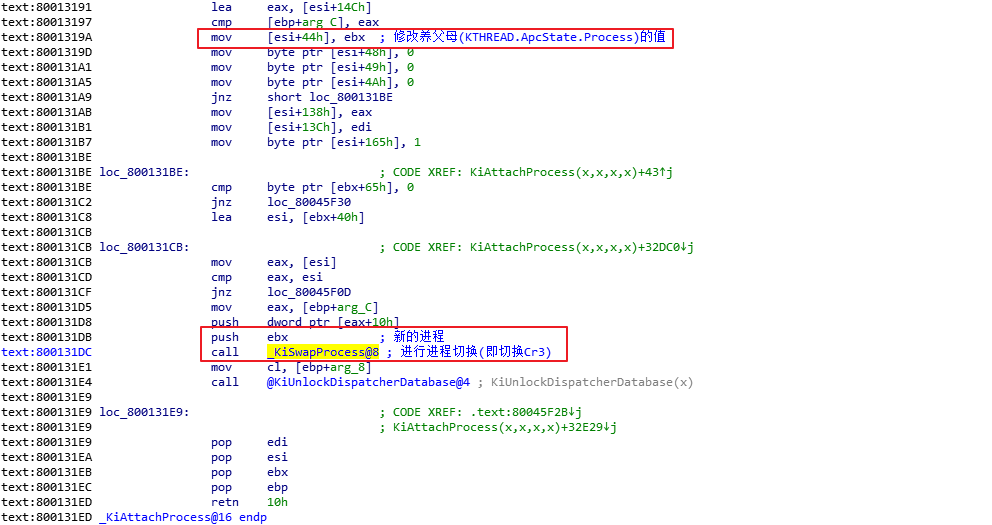 text:80013191 lea eax, [esi+14Ch]
text:80013197 cmp [ebp+arg_C], eax
text:8001319A mov [esi+44h], ebx ; 修改养父母(KTHREAD.ApcState.Process)的值
text:8001319D mov byte ptr [esi+48h], 0
text:800131A1 mov byte ptr [esi+49h], 0
text:800131A5 mov byte ptr [esi+4Ah], 0
text:800131A9 jnz short loc_800131BE
text:800131AB mov [esi+138h], eax
text:800131B1 mov [esi+13Ch], edi
text:800131B7 mov byte ptr [esi+165h], 1
text:800131BE
text:800131BE loc_800131BE: ; CODE XREF: KiAttachProcess(x,x,x,x)+43↑j
text:800131BE cmp byte ptr [ebx+65h], 0
text:800131C2 jnz loc_80045F30
text:800131C8 lea esi, [ebx+40h]
text:800131CB
text:800131CB loc_800131CB: ; CODE XREF: KiAttachProcess(x,x,x,x)+32DC0↓j
text:800131CB mov eax, [esi]
text:800131CD cmp eax, esi
text:800131CF jnz loc_80045F0D
text:800131D5 mov eax, [ebp+arg_C]
text:800131D8 push dword ptr [eax+10h]
text:800131DB push ebx ; 新的进程
text:800131DC call _KiSwapProcess@8 ; 进行进程切换(即切换Cr3)
text:800131E1 mov cl, [ebp+arg_8]
text:800131E4 call @KiUnlockDispatcherDatabase@4 ; KiUnlockDispatcherDatabase(x)
text:800131E9
text:800131E9 loc_800131E9: ; CODE XREF: .text:80045F2B↓j
text:800131E9 ; KiAttachProcess(x,x,x,x)+32E29↓j
text:800131E9 pop edi
text:800131EA pop esi
text:800131EB pop ebx
text:800131EC pop ebp
text:800131ED retn 10h
text:800131ED _KiAttachProcess@16 endp